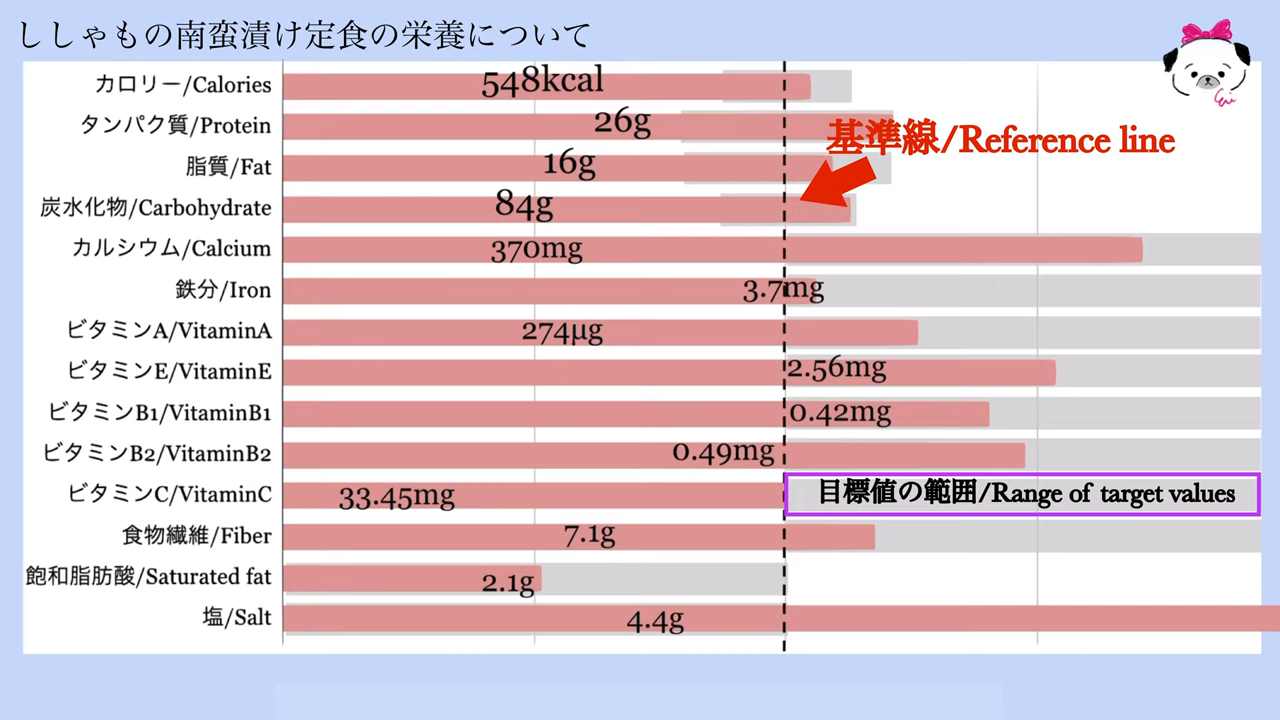 ししゃもの南蛮漬け定食の栄養について
カロリー/Calories 548kcal
タンパク質/Protein 26g
基準線/Reference line
脂質/Fat 16g
炭水化物/Carbohydrate 84g
カルシウム/Calcium 370mg
鉄分/Iron 3.7mg
ビタミンA/VitaminA 274μg
ビタミンE/VitaminE 2.56mg
ビタミンB1/VitaminB1 0.42mg
ビタミンB2/VitaminB2 0.49mg
ビタミンC/VitaminC 33.45mg 目標値の範囲/Range of target values
食物繊維/Fiber 7.1g
飽和脂肪酸/Saturated fat 2.1g
塩/Salt 4.4g